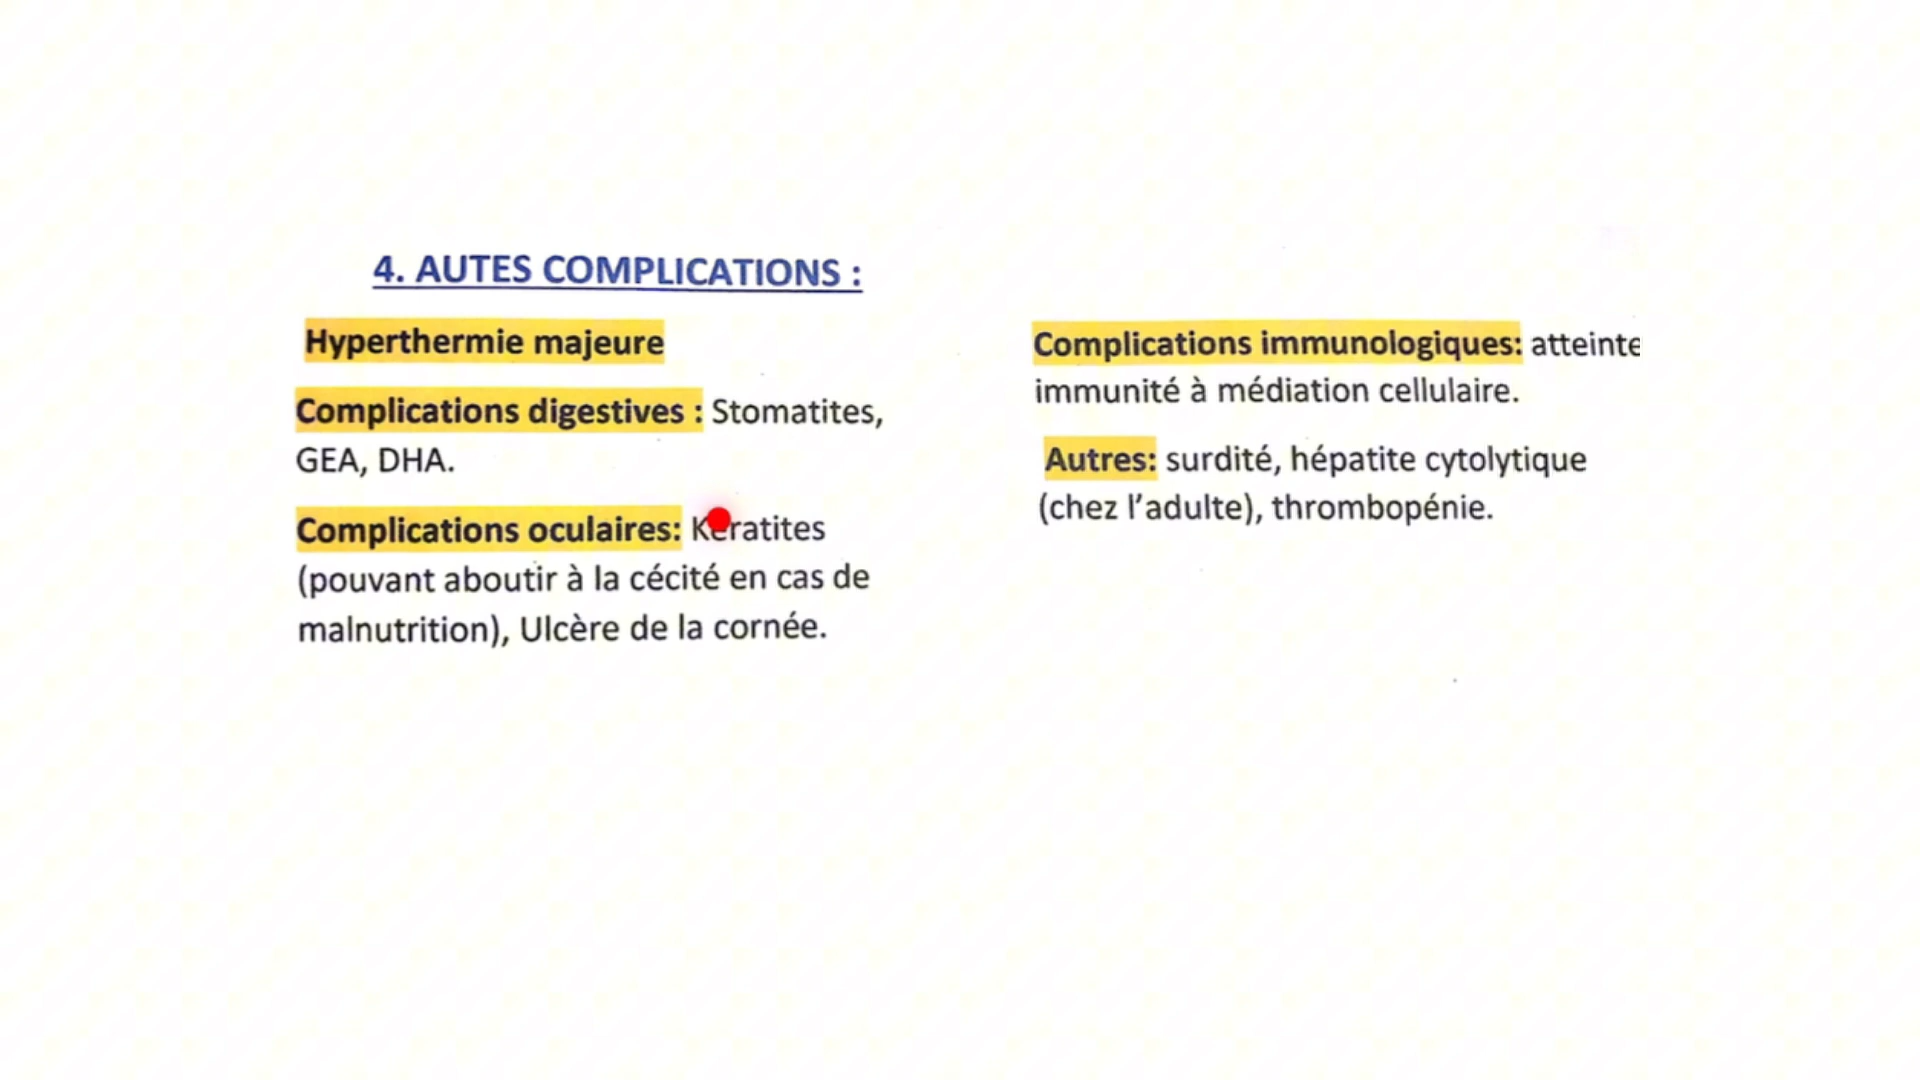 4. AUTES COMPLICATIONS :
Hyperthermie majeure
Complications digestives : Stomatites,
GEA, DHA.
Complications oculaires: Kératites
(pouvant aboutir à la cécité en cas de
malnutrition), Ulcère de la cornée.
Complications immunologiques: atteinte
immunité à médiation cellulaire.
Autres: surdité, hépatite cytolytique
(chez l'adulte), thrombopénie.